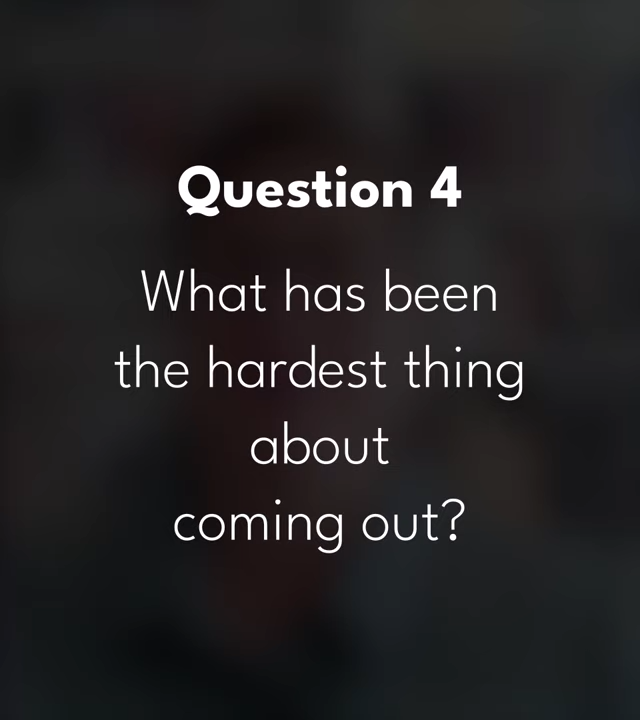 Question 4
What has been
the hardest thing
about
coming out?